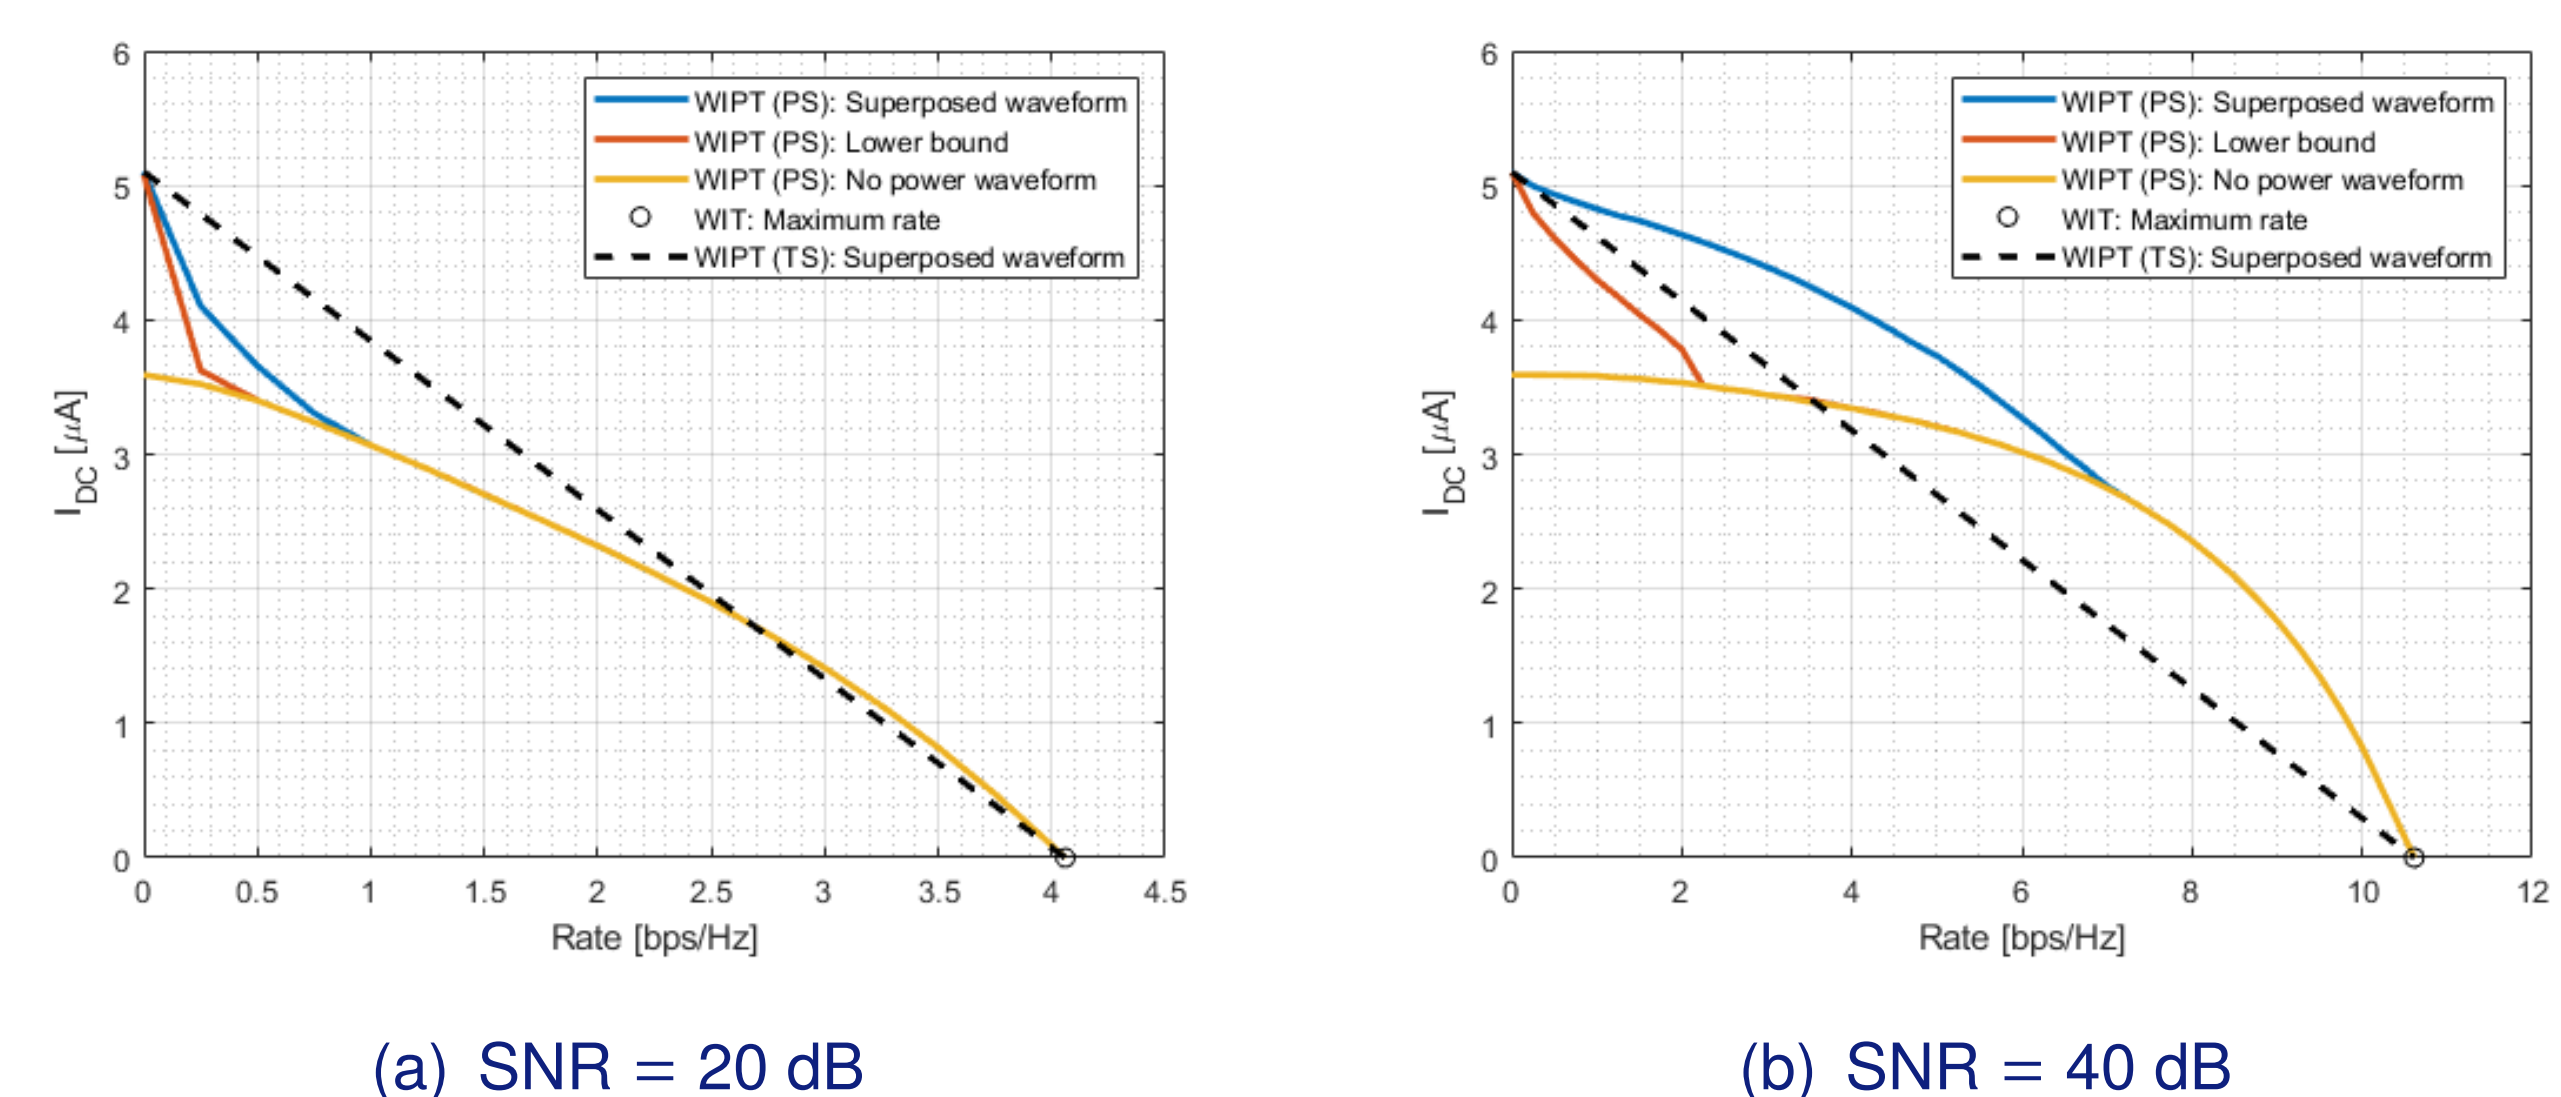 6
5
4
3
2
1
0
I_DC [μA]
WIPT (PS): Superposed waveform
WIPT (PS): Lower bound
WIPT (PS): No power waveform
WIT: Maximum rate
WIPT (TS): Superposed waveform
0 0.5 1 1.5 2 2.5 3 3.5 4 4.5
Rate [bps/Hz]
(a) SNR = 20 dB
6
5
4
3
2
1
0
I_DC [μA]
WIPT (PS): Superposed waveform
WIPT (PS): Lower bound
WIPT (PS): No power waveform
WIT: Maximum rate
WIPT (TS): Superposed waveform
0 2 4 6 8 10 12
Rate [bps/Hz]
(b) SNR = 40 dB